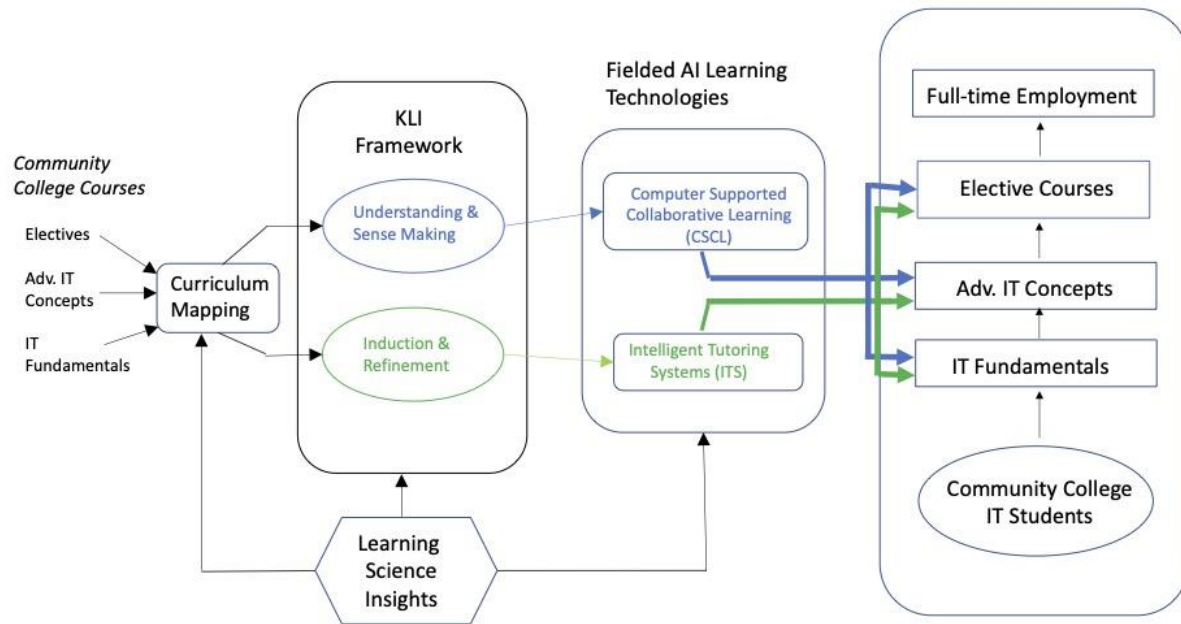 Community
College Courses
Electives
Adv. IT
Concepts
IT
Fundamentals
Curriculum
Mapping
KLI
Framework
Understanding &
Sense Making
Induction &
Refinement
Learning
Science
Insights
Fielded AI Learning
Technologies
Computer Supported
Collaborative Learning
(CSCL)
Intelligent Tutoring
Systems (ITS)
Full-time Employment
Elective Courses
Adv. IT Concepts
IT Fundamentals
Community College
IT Students